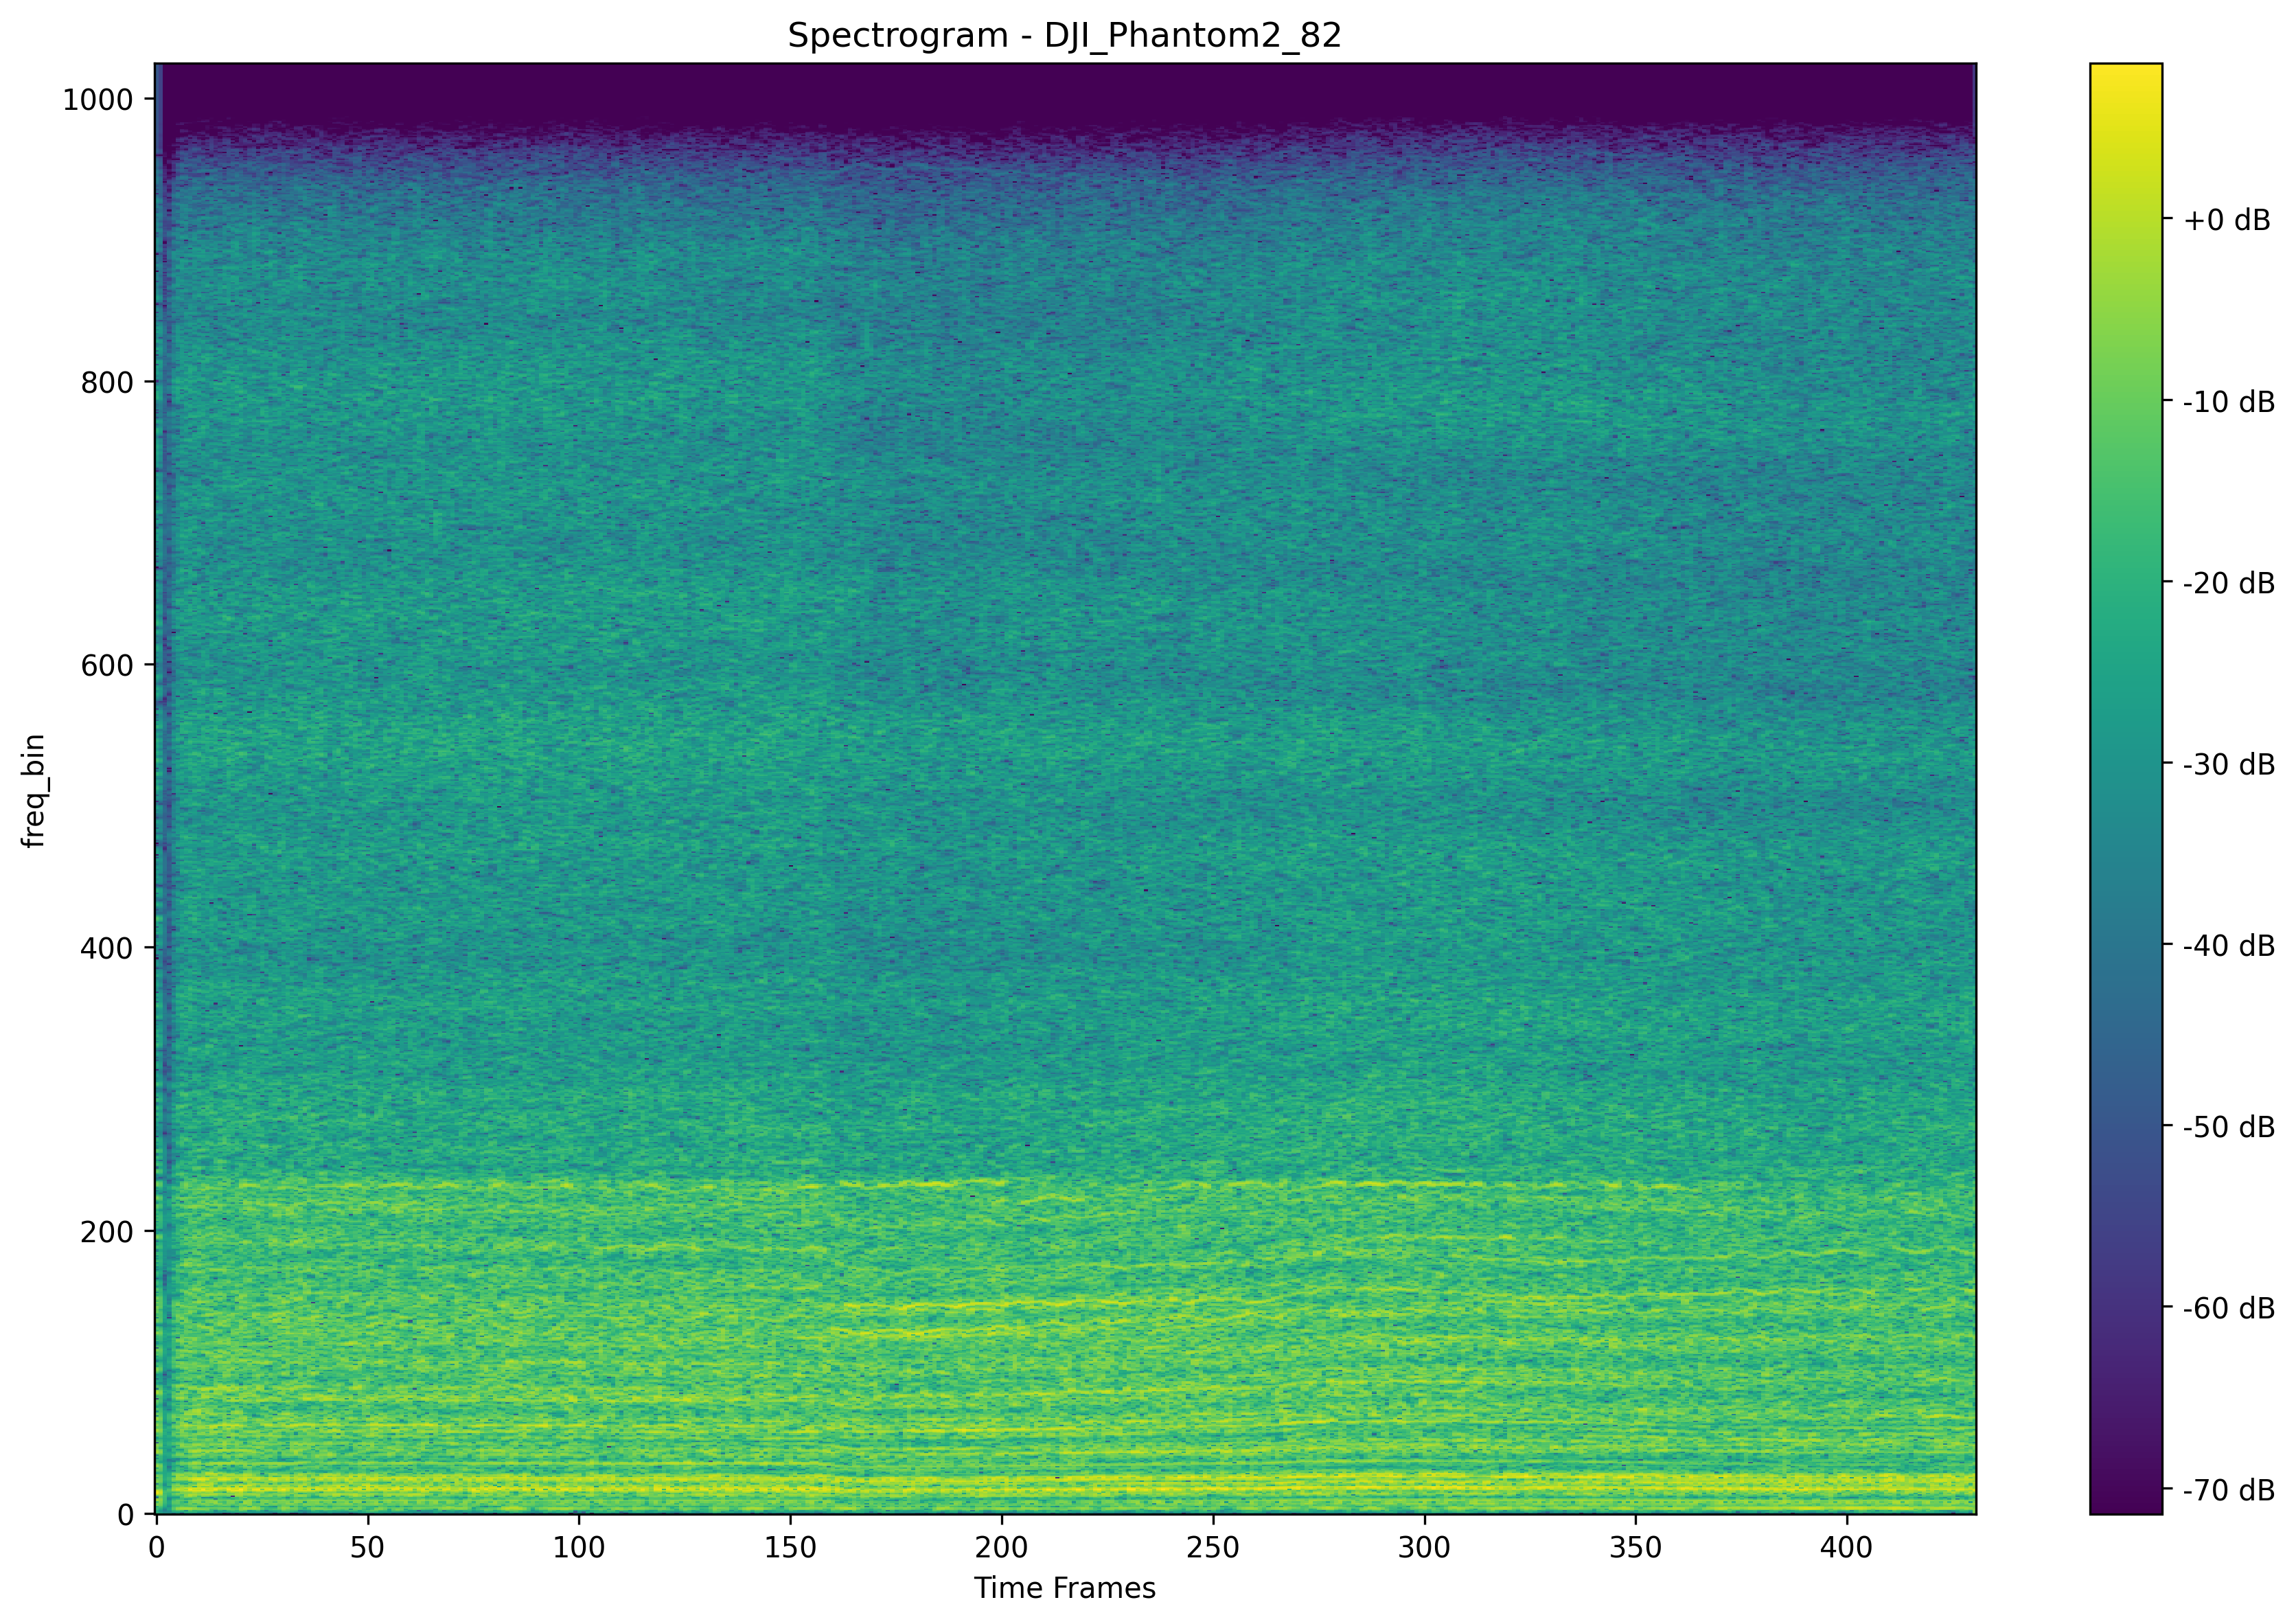 Spectrogram - DJI_Phantom2_82
1000
800
600
400
200
0
freq_bin
0 50 100 150 200 250 300 350 400
Time Frames
+0 dB
-10 dB
-20 dB
-30 dB
-40 dB
-50 dB
-60 dB
-70 dB